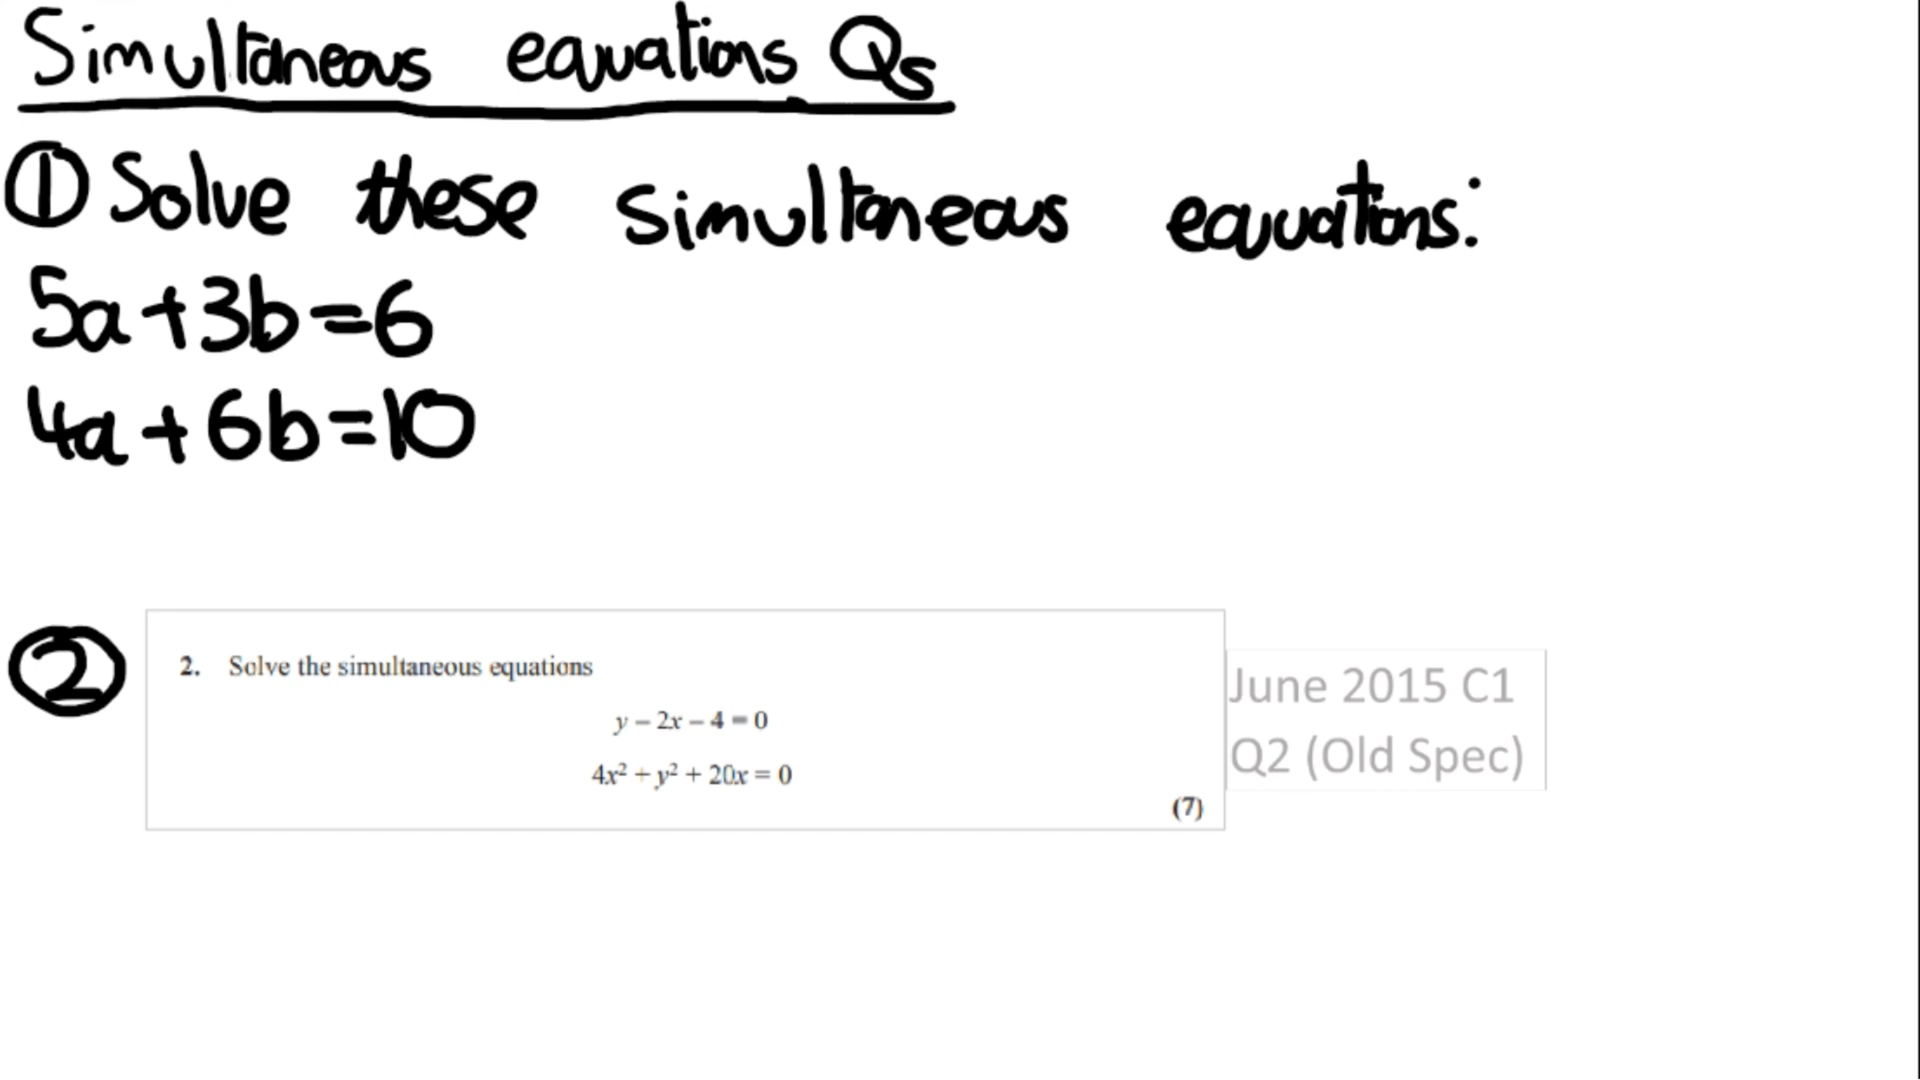 Simultaneous equations Qs
① Solve these simultaneous equations:
5a+3b=6
4a+6b=10
②
2. Solve the simultaneous equations
y – 2x – 4 = 0
4x² + y² + 20x = 0
(7)
June 2015 C1
Q2 (Old Spec)